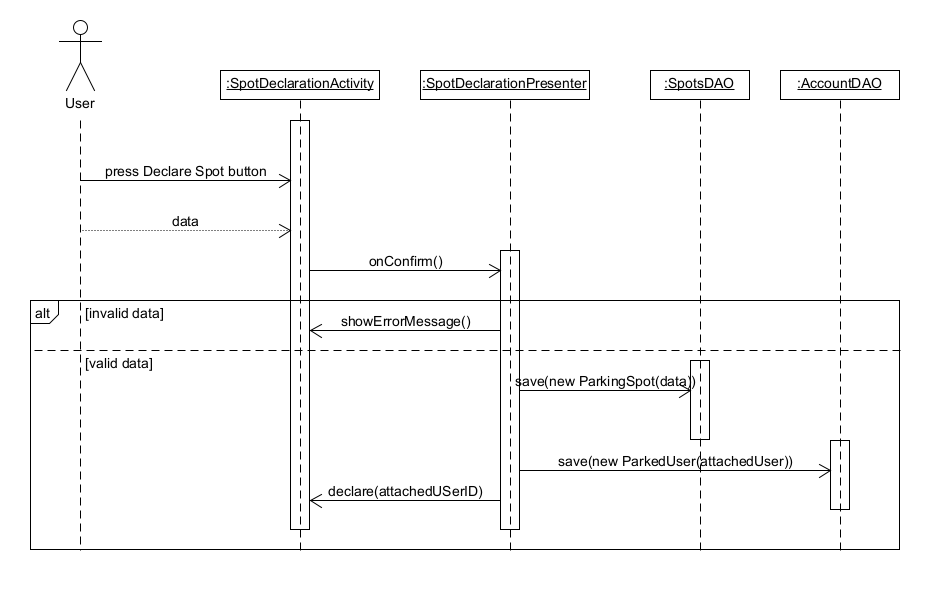 :SpotDeclarationActivity
:SpotDeclarationPresenter
:SpotsDAO
:AccountDAO
User
press Declare Spot button
data
onConfirm()
alt
[invalid data]
showErrorMessage()
[valid data]
save(new ParkingSpot(data))
save(new ParkedUser(attachedUser))
declare(attachedUSerID)